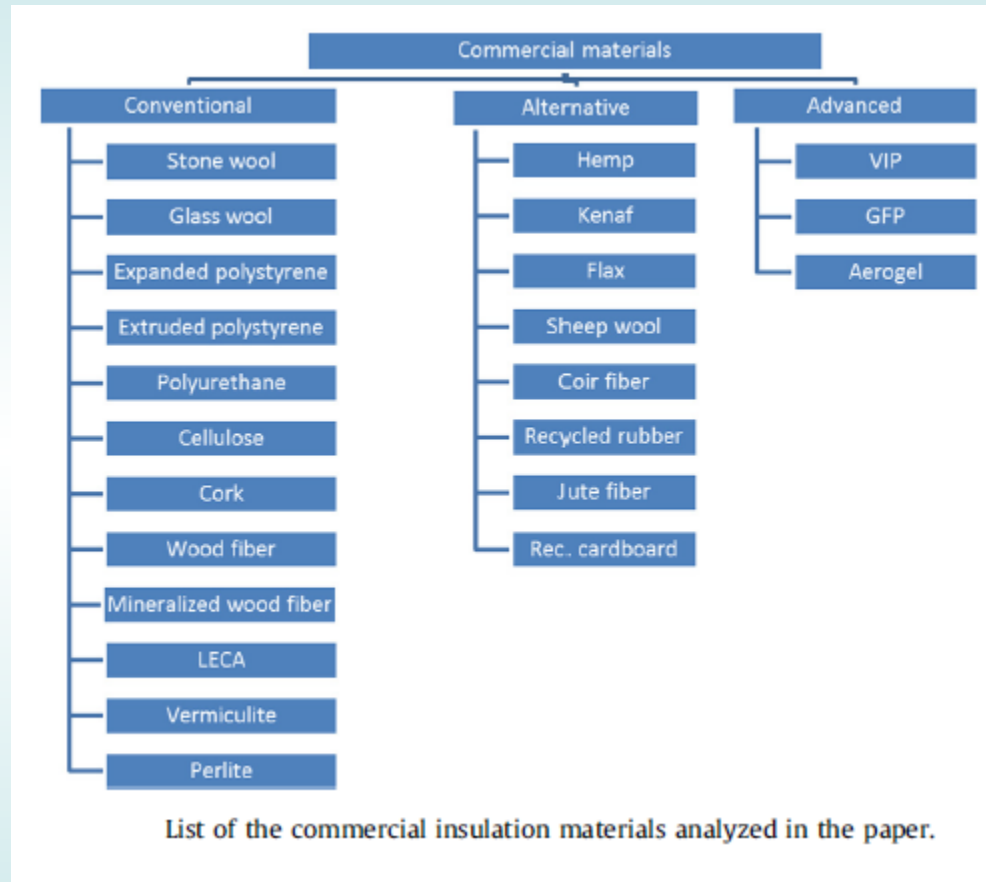 Commercial materials
Conventional
Stone wool
Glass wool
Expanded polystyrene
Extruded polystyrene
Polyurethane
Cellulose
Cork
Wood fiber
Mineralized wood fiber
LECA
Vermiculite
Perlite
Alternative
Hemp
Kenaf
Flax
Sheep wool
Coir fiber
Recycled rubber
Jute fiber
Rec.. cardboard
Advanced
VIP
GFP
Aerogel
List of the commercial insulation materials analyzed in the paper.